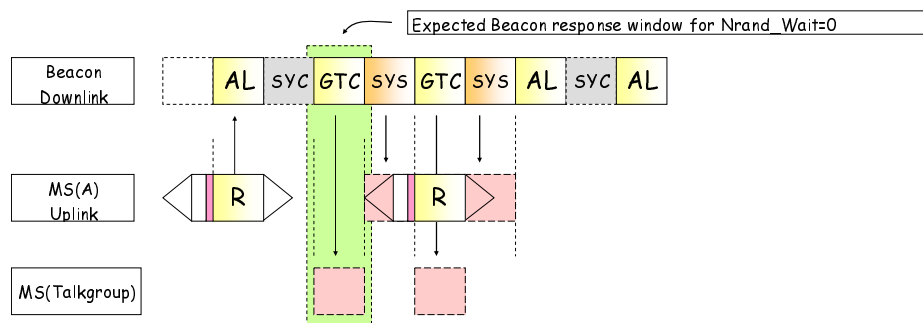 Expected Beacon response window for Nrand_Wait=0
Beacon
Downlink
AL
SYC
GTC
SYS
GTC
SYS
AL
SYC
AL
MS(A)
Uplink
R
R
MS(Talkgroup)